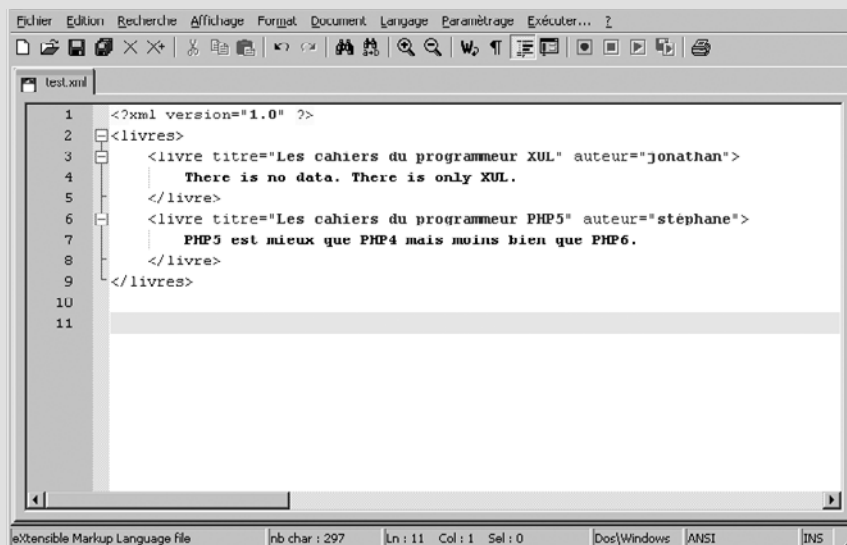 Fichier Edition Recherche Affichage Format Document Langage Paramètrage Exécuter... ?
test.xml
1 <?xml version="1.0" ?>
2 <livres>
3 <livre titre="Les cahiers du programmeur XUL" auteur="jonathan">
4 There is no data. There is only XUL.
5 </livre>
6 <livre titre="Les cahiers du programmeur PHP5" auteur="stéphane">
7 PHP5 est mieux que PHP4 mais moins bien que PHP6.
8 </livre>
9 </livres>
10
11
eXtensible Markup Language file nb char : 297 Ln : 11 Col : 1 Sel : 0 Dos\Windows ANSI INS